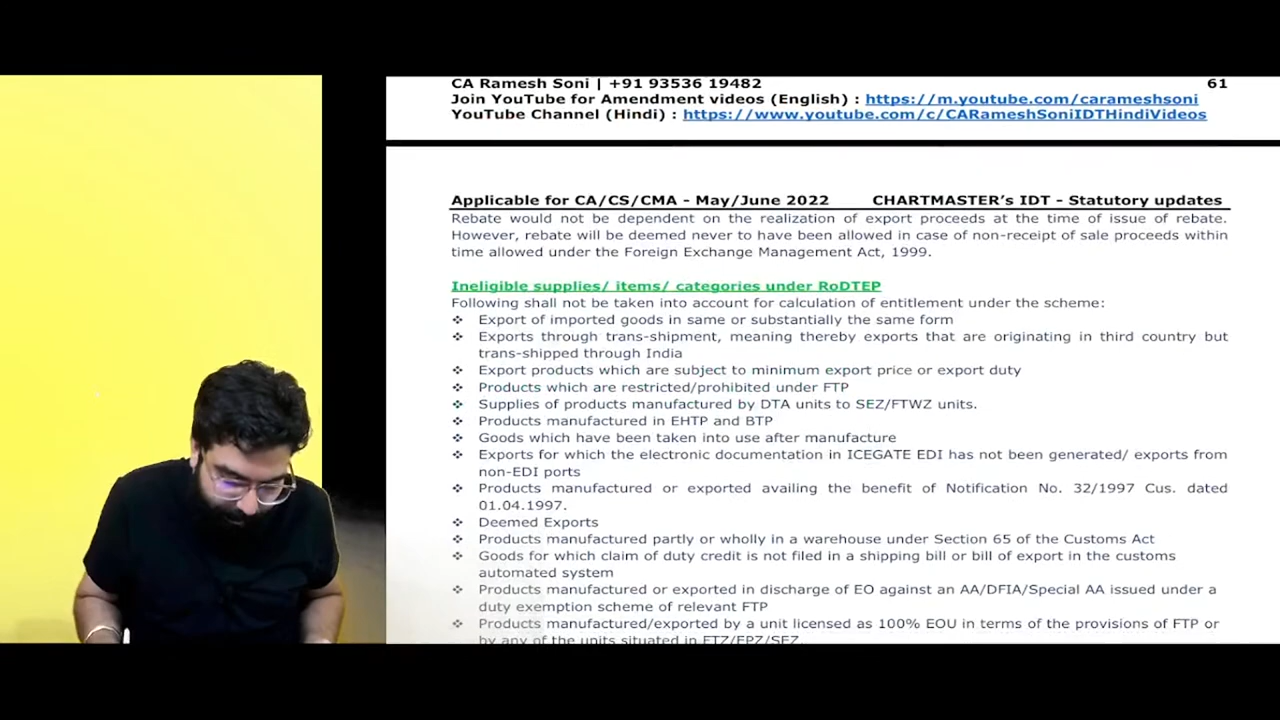 CA Ramesh Soni | +91 93536 19482 61
Join YouTube for Amendment videos (English) : https://m.youtube.com/carameshsoni
YouTube Channel (Hindi) : https://www.youtube.com/c/CARameshSoniIDTHindiVideos
Applicable for CA/CS/CMA - May/June 2022 CHARTMASTER’s IDT - Statutory updates
Rebate would not be dependent on the realization of export proceeds at the time of issue of rebate.
However, rebate will be deemed never to have been allowed in case of non-receipt of sale proceeds within
time allowed under the Foreign Exchange Management Act, 1999.
Ineligible supplies/ items/ categories under RoDTEP
Following shall not be taken into account for calculation of entitlement under the scheme:
❖ Export of imported goods in same or substantially the same form
❖ Exports through trans-shipment, meaning thereby exports that are originating in third country but
trans-shipped through India
❖ Export products which are subject to minimum export price or export duty
❖ Products which are restricted/prohibited under FTP
❖ Supplies of products manufactured by DTA units to SEZ/FTWZ units.
❖ Products manufactured in EHTP and BTP
❖ Goods which have been taken into use after manufacture
❖ Exports for which the electronic documentation in ICEGATE EDI has not been generated/ exports from
non-EDI ports
❖ Products manufactured or exported availing the benefit of Notification No. 32/1997 Cus. dated
01.04.1997.
❖ Deemed Exports
❖ Products manufactured partly or wholly in a warehouse under Section 65 of the Customs Act
❖ Goods for which claim of duty credit is not filed in a shipping bill or bill of export in the customs
automated system
❖ Products manufactured or exported in discharge of EO against an AA/DFIA/Special AA issued under a
duty exemption scheme of relevant FTP
❖ Products manufactured/exported by a unit licensed as 100% EOU in terms of the provisions of FTP or
by any of the units situated in FTZ/EPZ/SEZ.